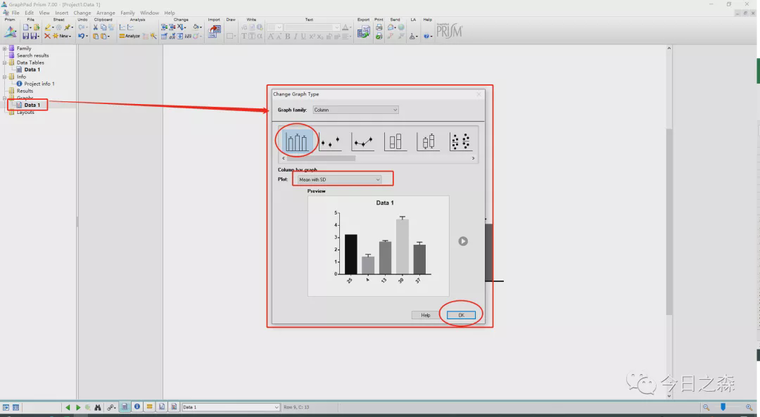 GraphPad Prism 7.00 - [Project1:Data 1]
File Edit View Insert Change Arrange Family Window Help
Prism File Sheet Undo Clipboard Analysis Change Import Draw Write Text Export Print Send LA Help
New Analyze PRISM
Family
Search results
Data Tables
Data 1
Info
Project info 1
Results
Graphs
Data 1
Layouts
Change Graph Type
Graph family: Column
Column bar graph
Plot: Mean with SD
Preview
Data 1
5
4
3
2
1
0
25 4 13 39 37
Help OK
Data 1
今日之森